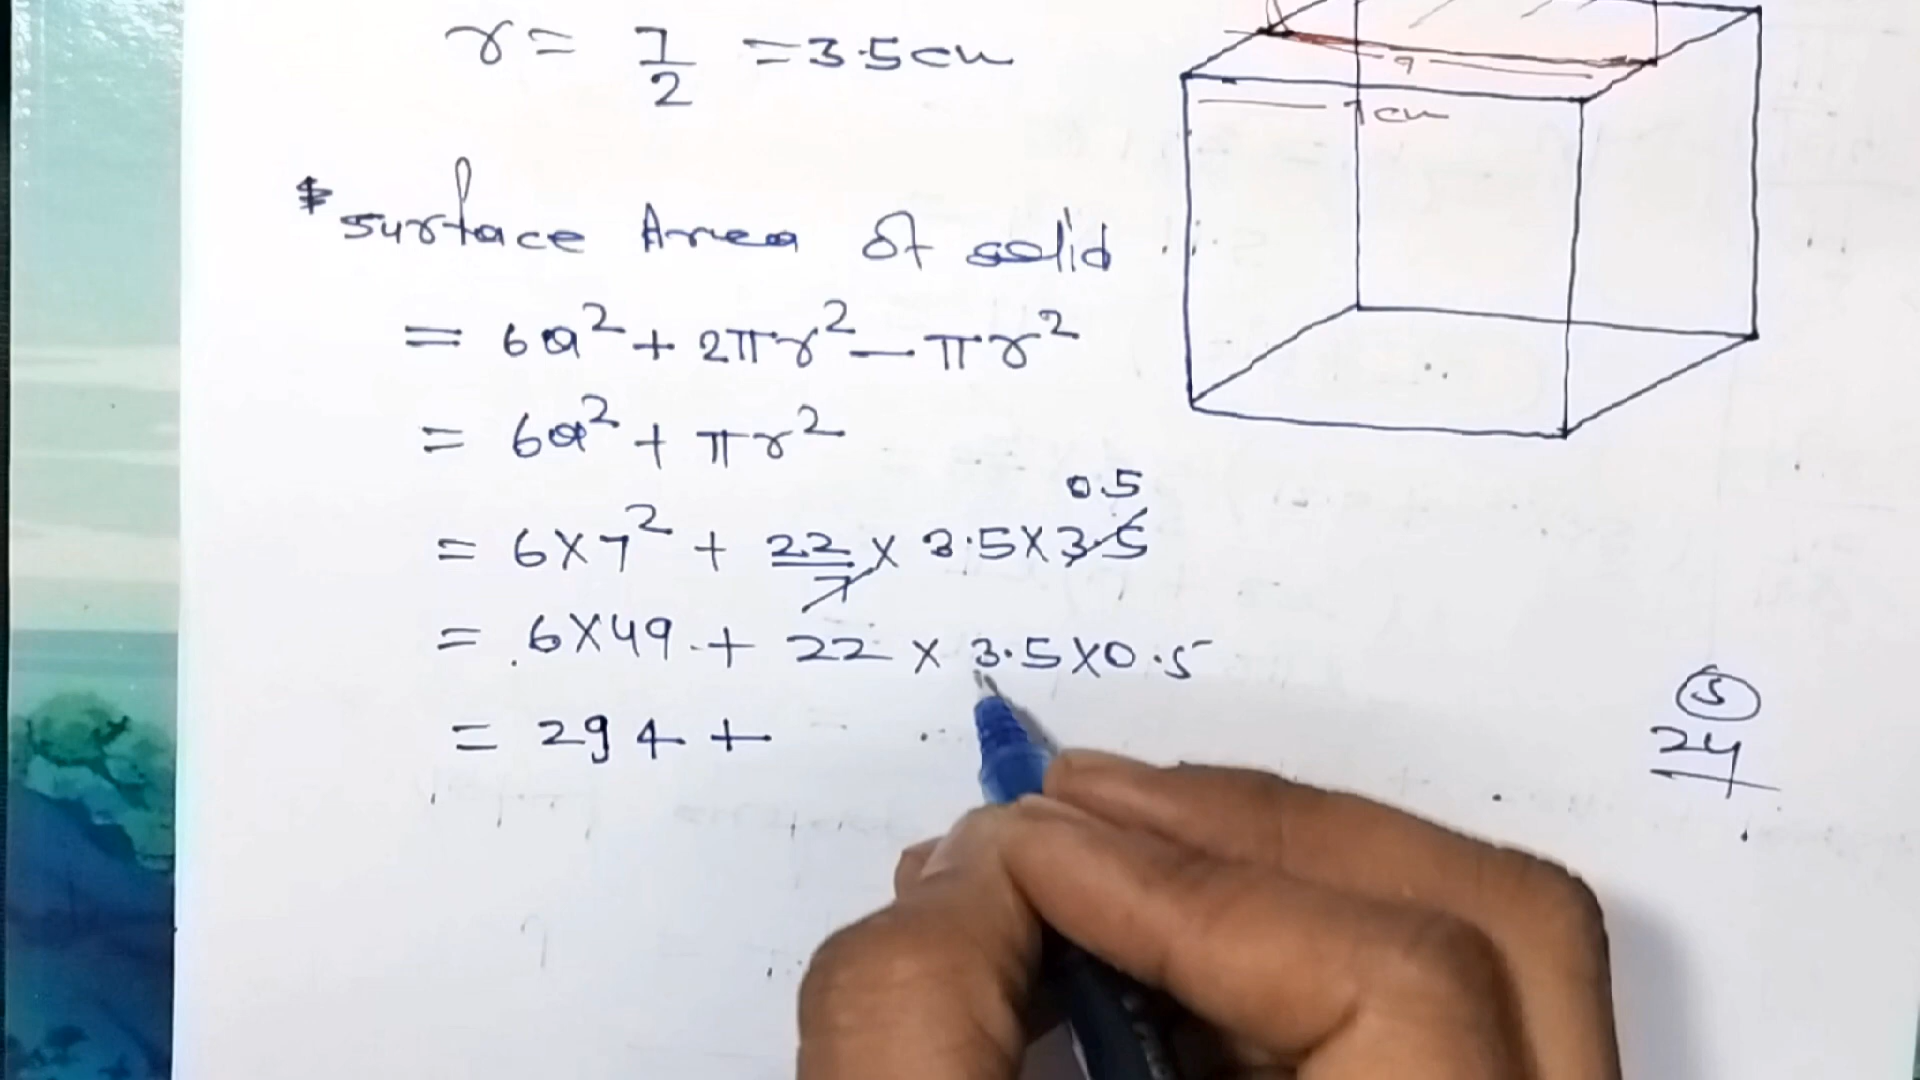 r = 7/2 = 3.5 cm
* Surface Area of solid
= 6a² + 2πr² - πr²
= 6a² + πr²
0.5
= 6×7² + 22/7 × 3.5×3.5
= 6×49 + 22 × 3.5×0.5
= 294 +
7 cm
5
24